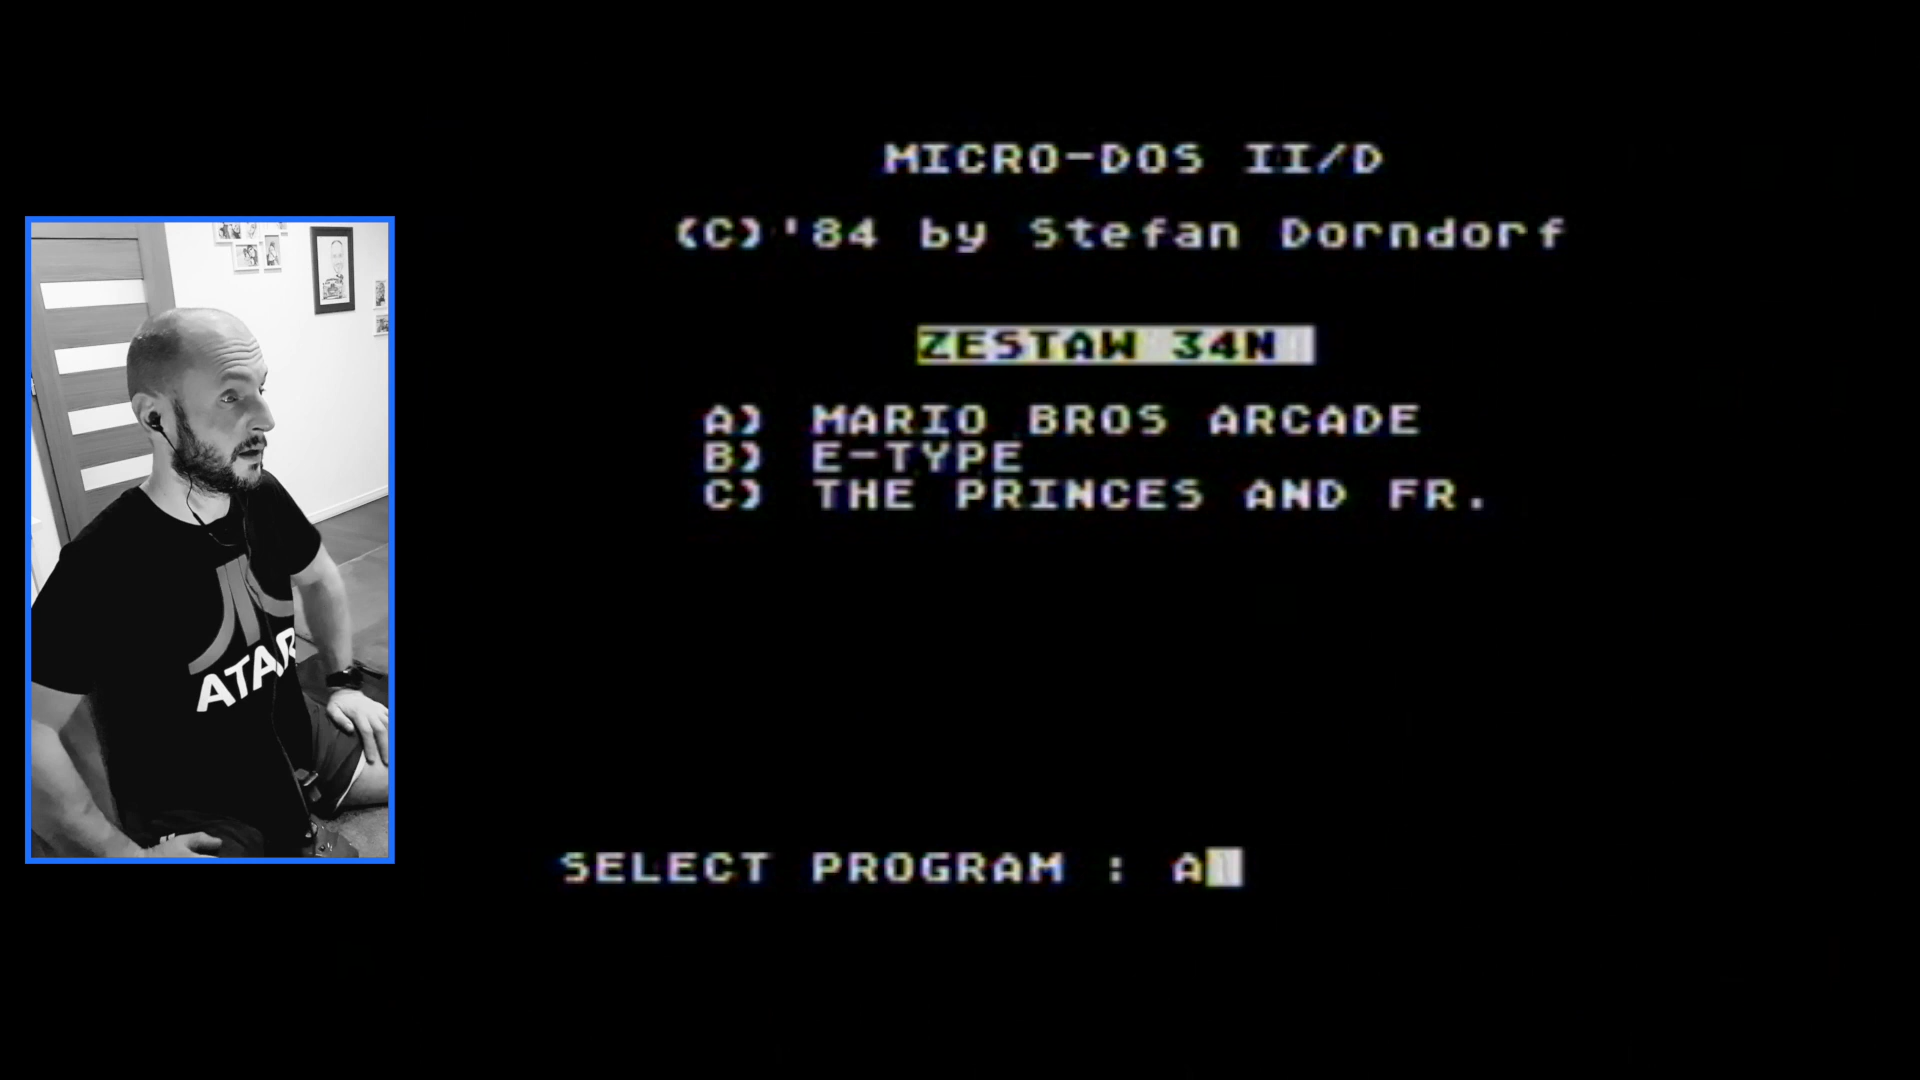 MICRO-DOS II/D
(C)'84 by Stefan Dorndorf
ZESTAW 34N
A) MARIO BROS ARCADE
B) E-TYPE
C) THE PRINCES AND FR.
SELECT PROGRAM : A
ATARI